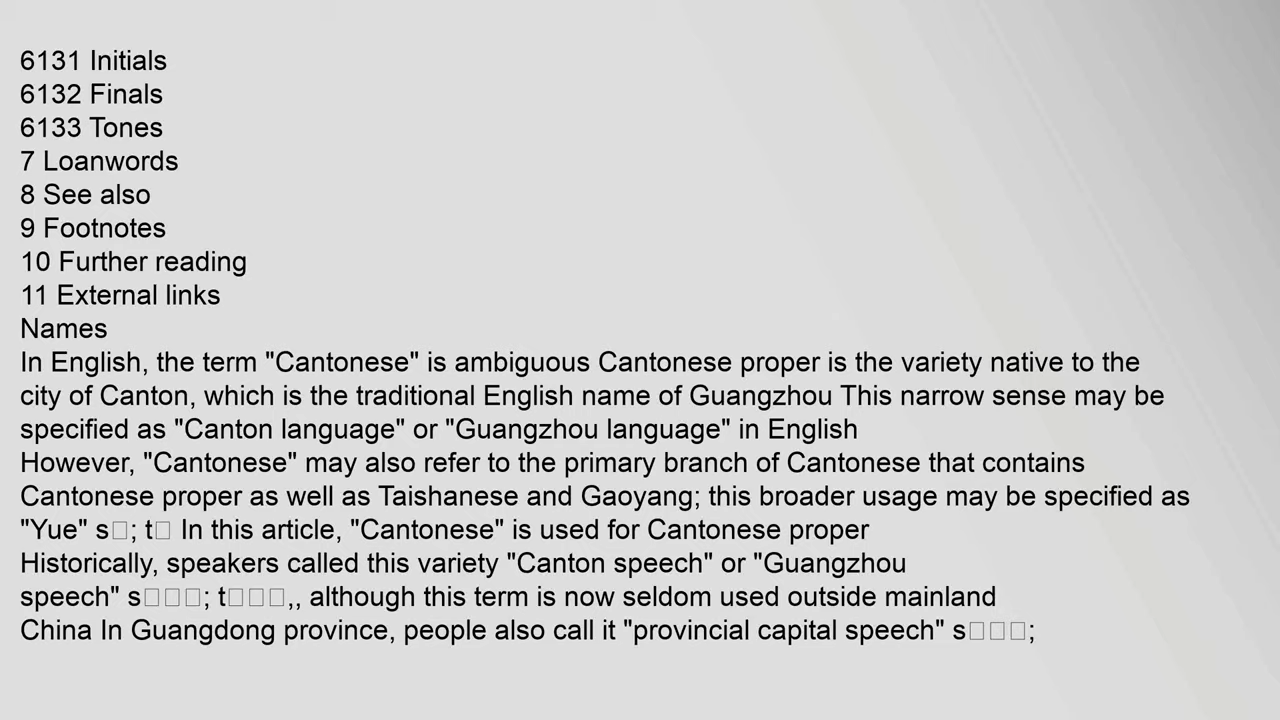 6131 Initials
6132 Finals
6133 Tones
7 Loanwords
8 See also
9 Footnotes
10 Further reading
11 External links
Names
In English, the term "Cantonese" is ambiguous Cantonese proper is the variety native to the
city of Canton, which is the traditional English name of Guangzhou This narrow sense may be
specified as "Canton language" or "Guangzhou language" in English
However, "Cantonese" may also refer to the primary branch of Cantonese that contains
Cantonese proper as well as Taishanese and Gaoyang; this broader usage may be specified as
"Yue" s□; t□ In this article, "Cantonese" is used for Cantonese proper
Historically, speakers called this variety "Canton speech" or "Guangzhou
speech" s□□□; t□□□,, although this term is now seldom used outside mainland
China In Guangdong province, people also call it "provincial capital speech" s□□□;